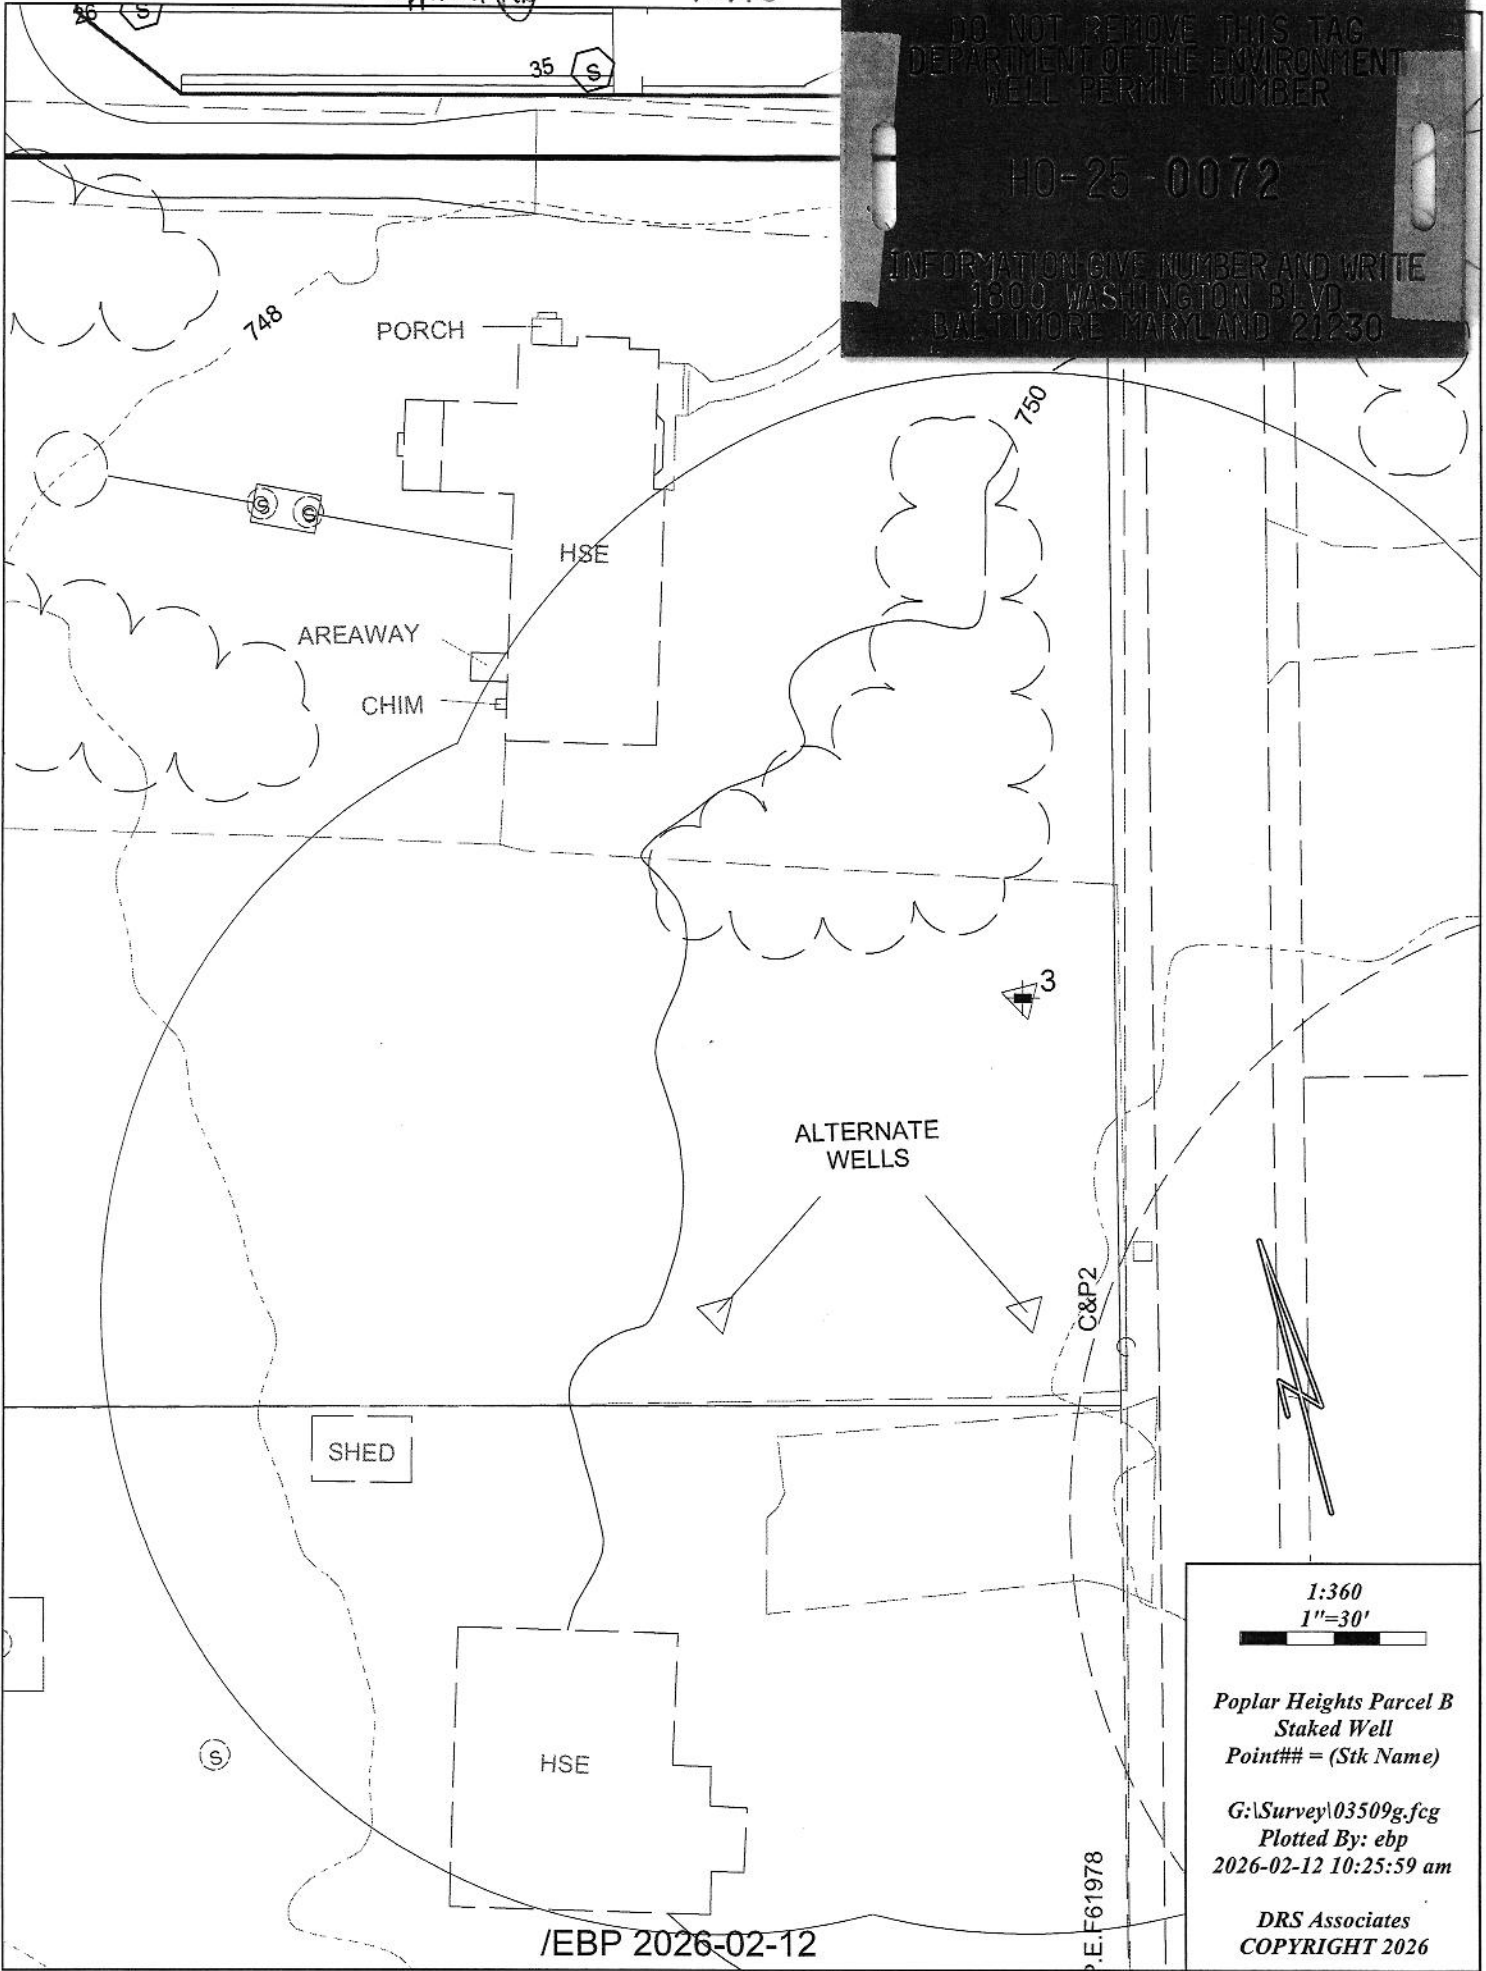 26
S
35
S
DO NOT REMOVE THIS TAG
DEPARTMENT OF THE ENVIRONMENT
WELL PERMIT NUMBER
HO-25-0072
INFORMATION GIVE NUMBER AND WRITE
1800 WASHINGTON BLVD
BALTIMORE MARYLAND 21230
748
PORCH
750
S
S
HSE
AREAWAY
CHIM
3
ALTERNATE
WELLS
C&P2
SHED
S
HSE
P.E.F61978
/EBP 2026-02-12
1:360
1"=30'
Poplar Heights Parcel B
Staked Well
Point## = (Stk Name)
G:\Survey\03509g.fcg
Plotted By: ebp
2026-02-12 10:25:59 am
DRS Associates
COPYRIGHT 2026